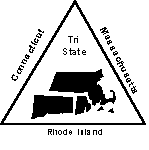 Tri
State
Connecticut
Massachusetts
Rhode Island